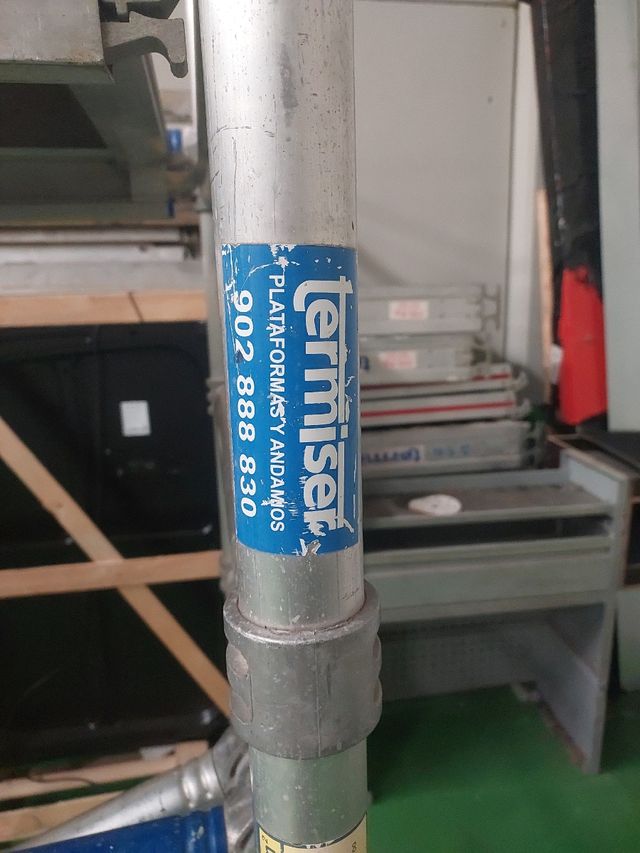 termiser
PLATAFORMAS Y ANDAMIOS
902 888 830